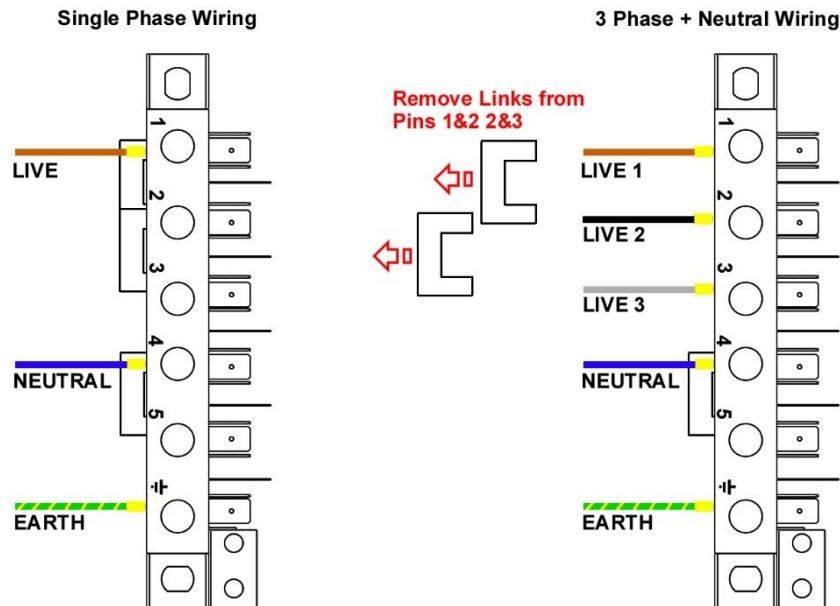 Single Phase Wiring
1
LIVE
2
3
4
NEUTRAL
5
EARTH
Remove Links from
Pins 1&2 2&3
3 Phase + Neutral Wiring
1
LIVE 1
2
LIVE 2
3
LIVE 3
4
NEUTRAL
5
EARTH